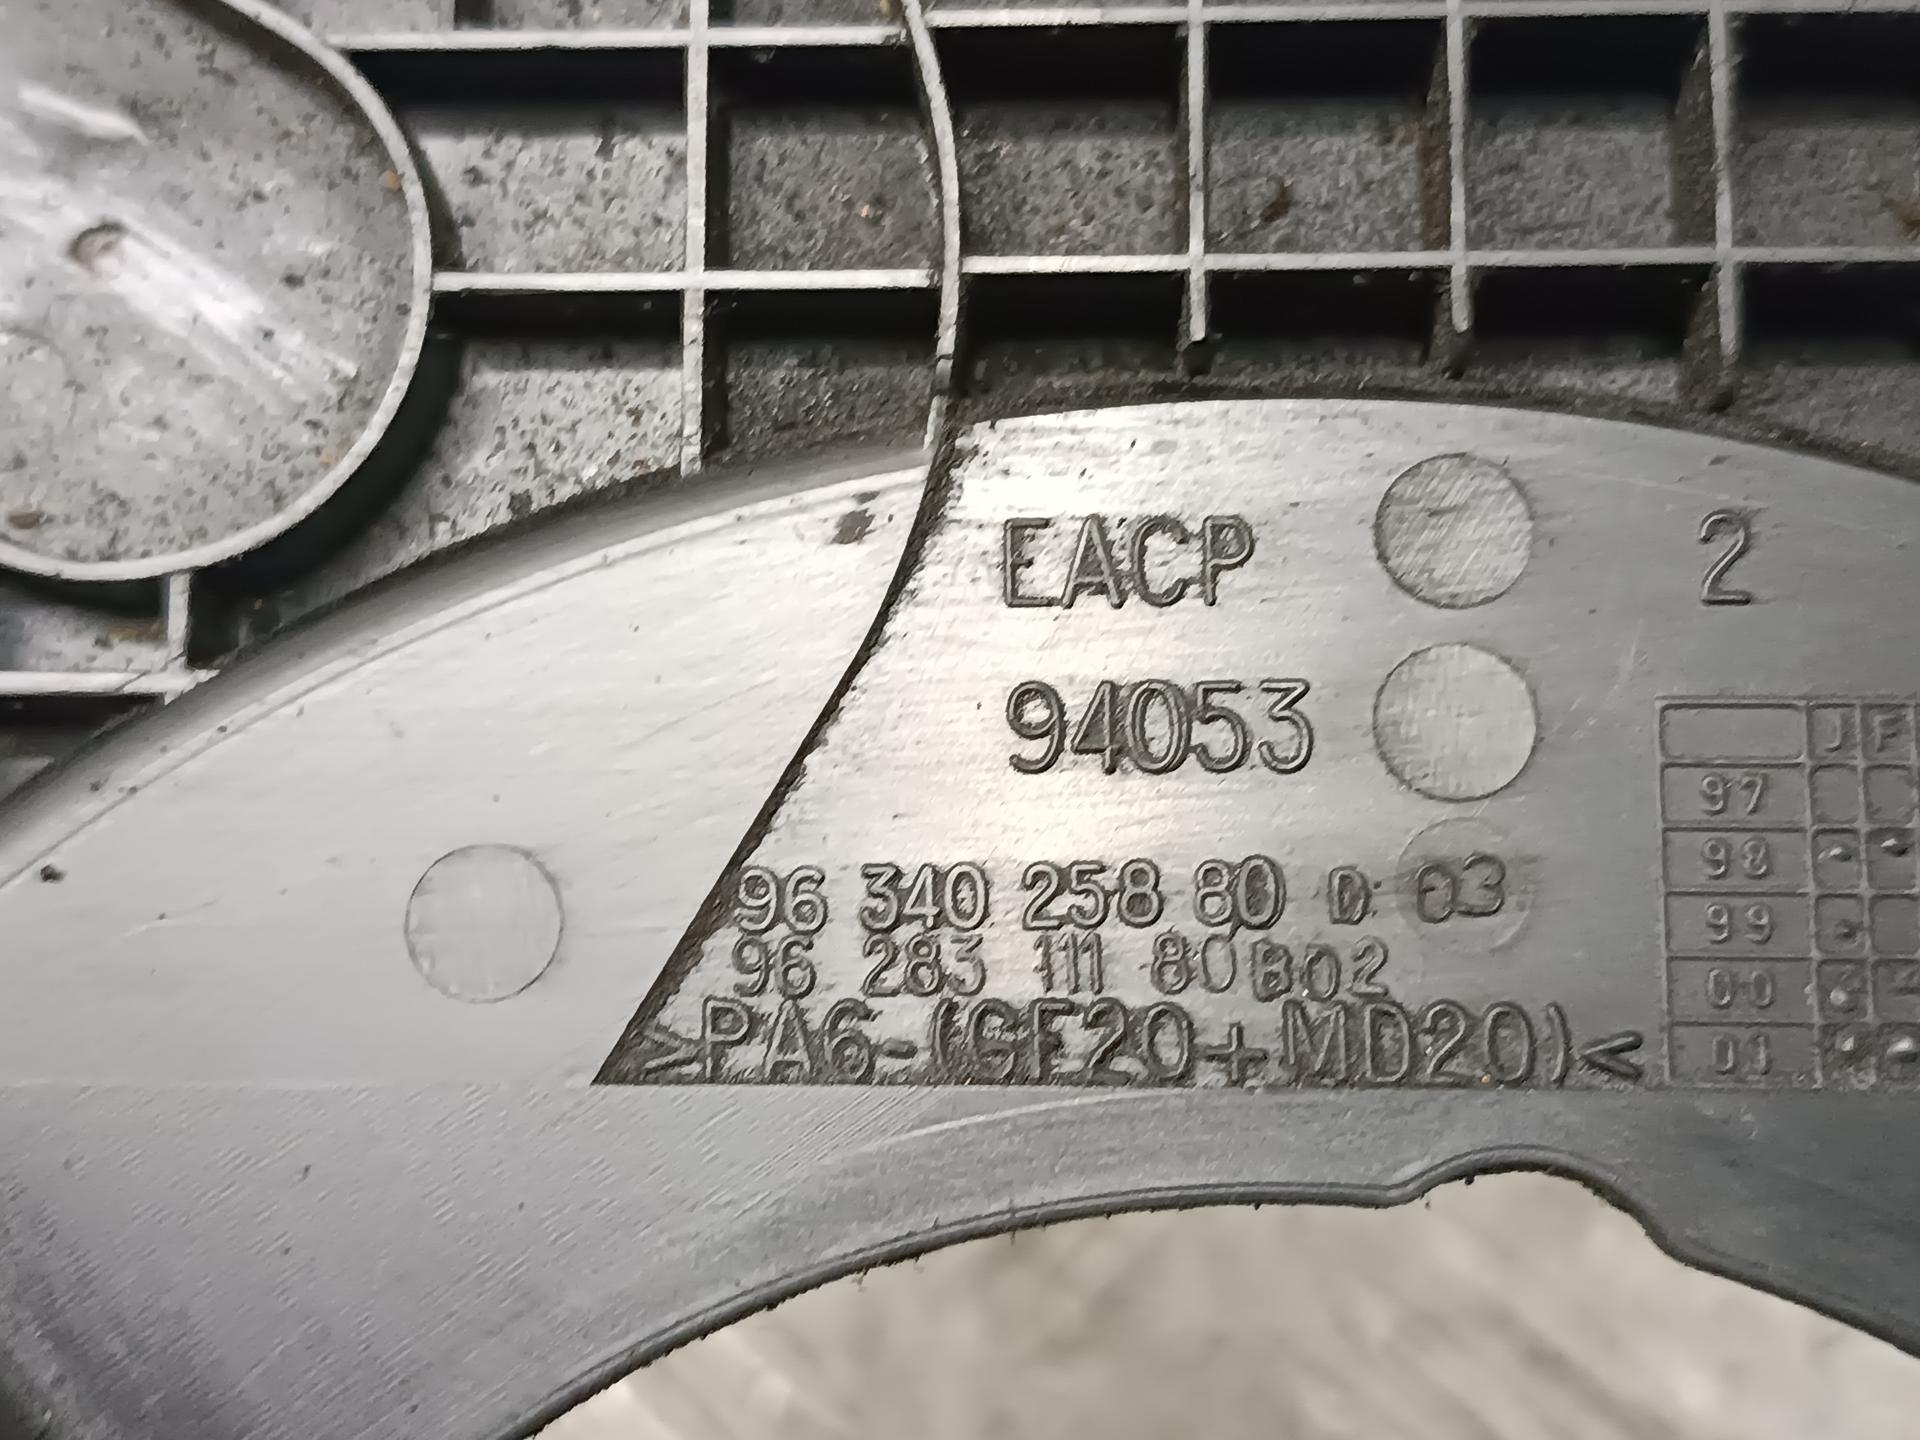 EACP
2
94053
96 340 258 80 D 03
96 283 111 80 B02
>PA6-(GF20+MD20)<
J F
97
98
99
00
01